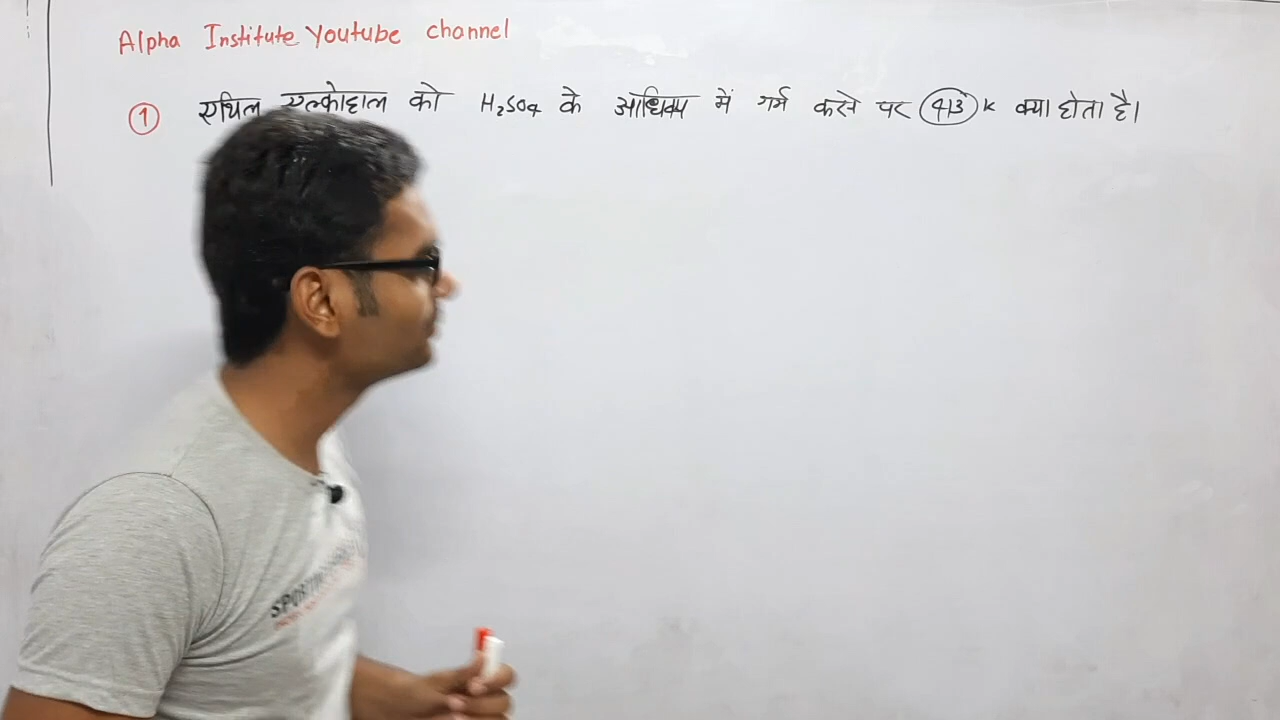 Alpha Institute Youtube channel
① एथिल एल्कोहाल को H₂SO₄ के आधिक्य में गर्म करने पर 413 K क्या होता है।